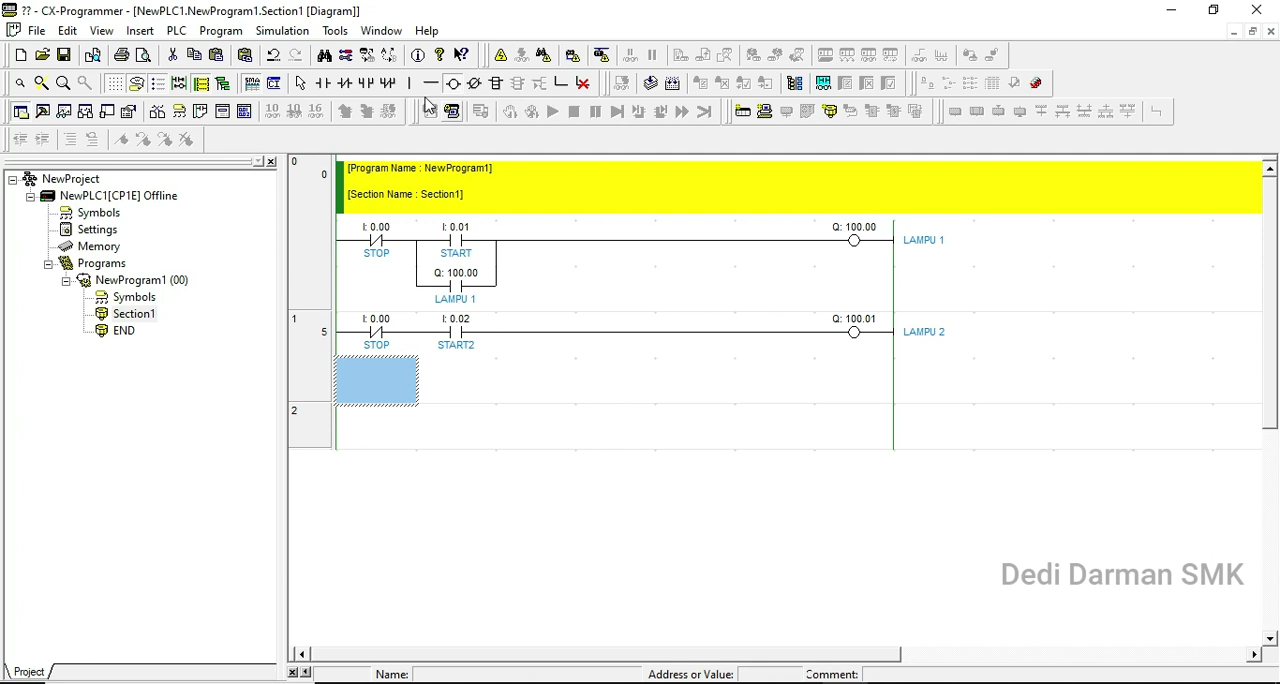 ?? - CX-Programmer - [NewPLC1.NewProgram1.Section1 [Diagram]]
File Edit View Insert PLC Program Simulation Tools Window Help
10 10 16
NewProject
NewPLC1[CP1E] Offline
Symbols
Settings
Memory
Programs
NewProgram1 (00)
Symbols
Section1
END
Project
0
0
[Program Name : NewProgram1]
[Section Name : Section1]
I: 0.00 I: 0.01 Q: 100.00
LAMPU 1
STOP START
Q: 100.00
LAMPU 1
1
5
I: 0.00 I: 0.02 Q: 100.01
LAMPU 2
STOP START2
2
Dedi Darman SMK
Name: Address or Value: Comment: